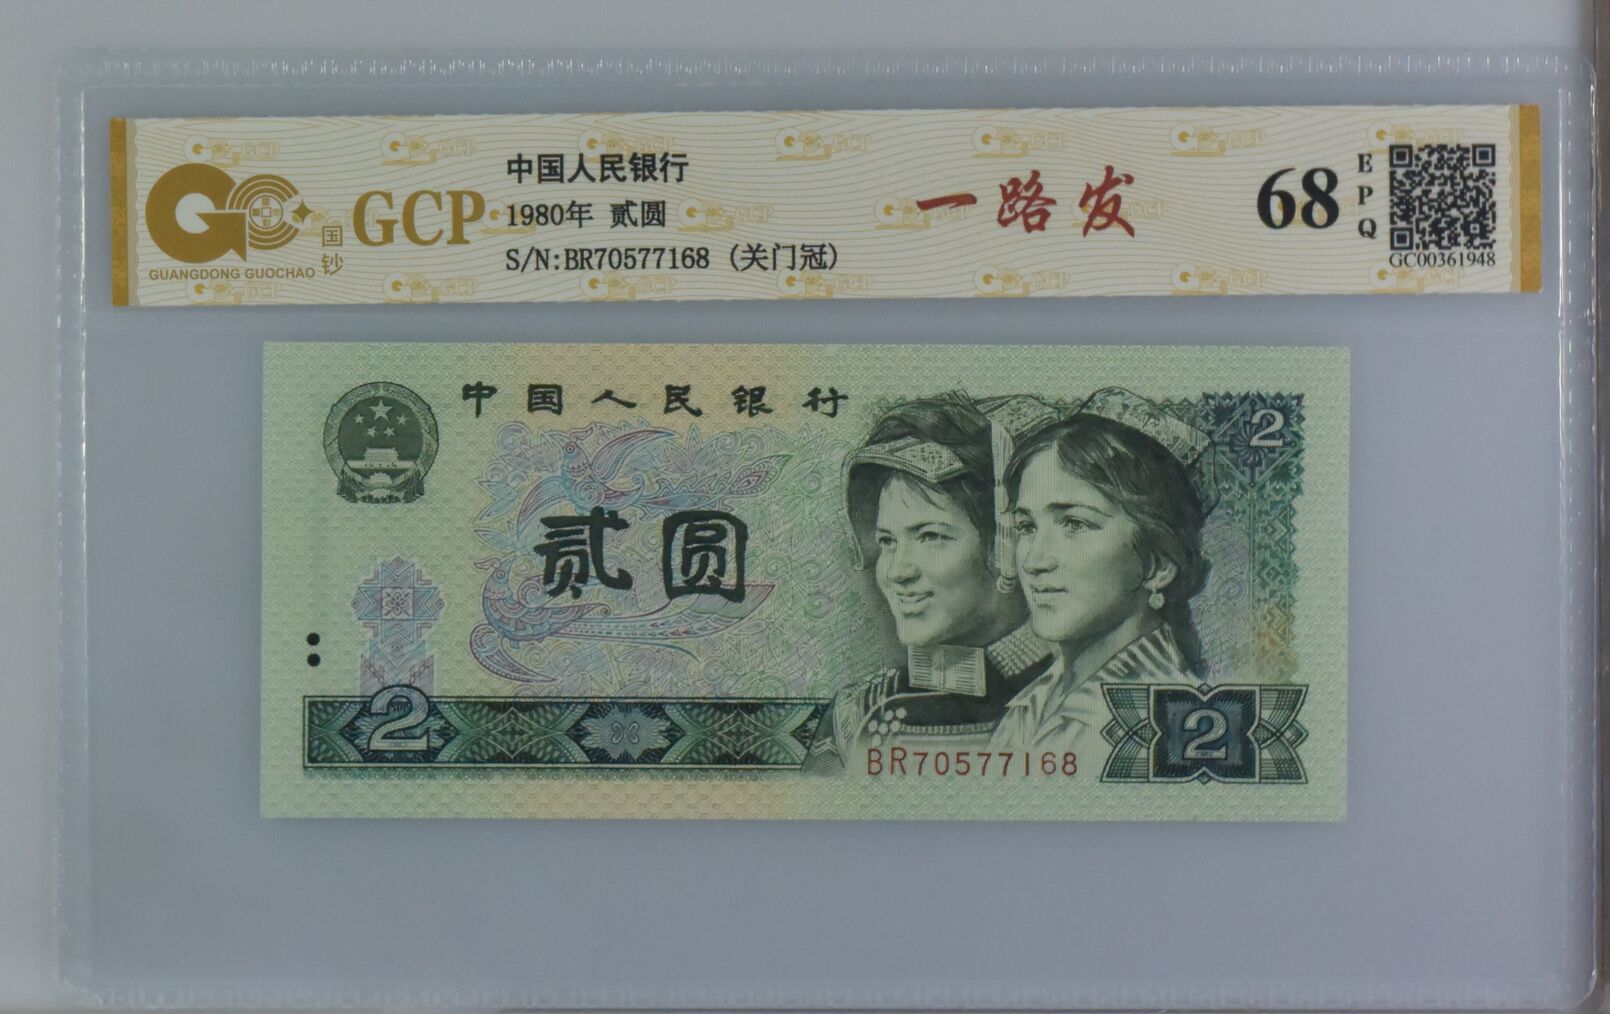 GUANGDONG GUOCHAO
国钞
GCP
中国人民银行
1980年 贰圆
S/N:BR70577168 (关门冠)
一路发
68
EPQ
GC00361948
中国人民银行
2
贰圆
2
BR70577168
2